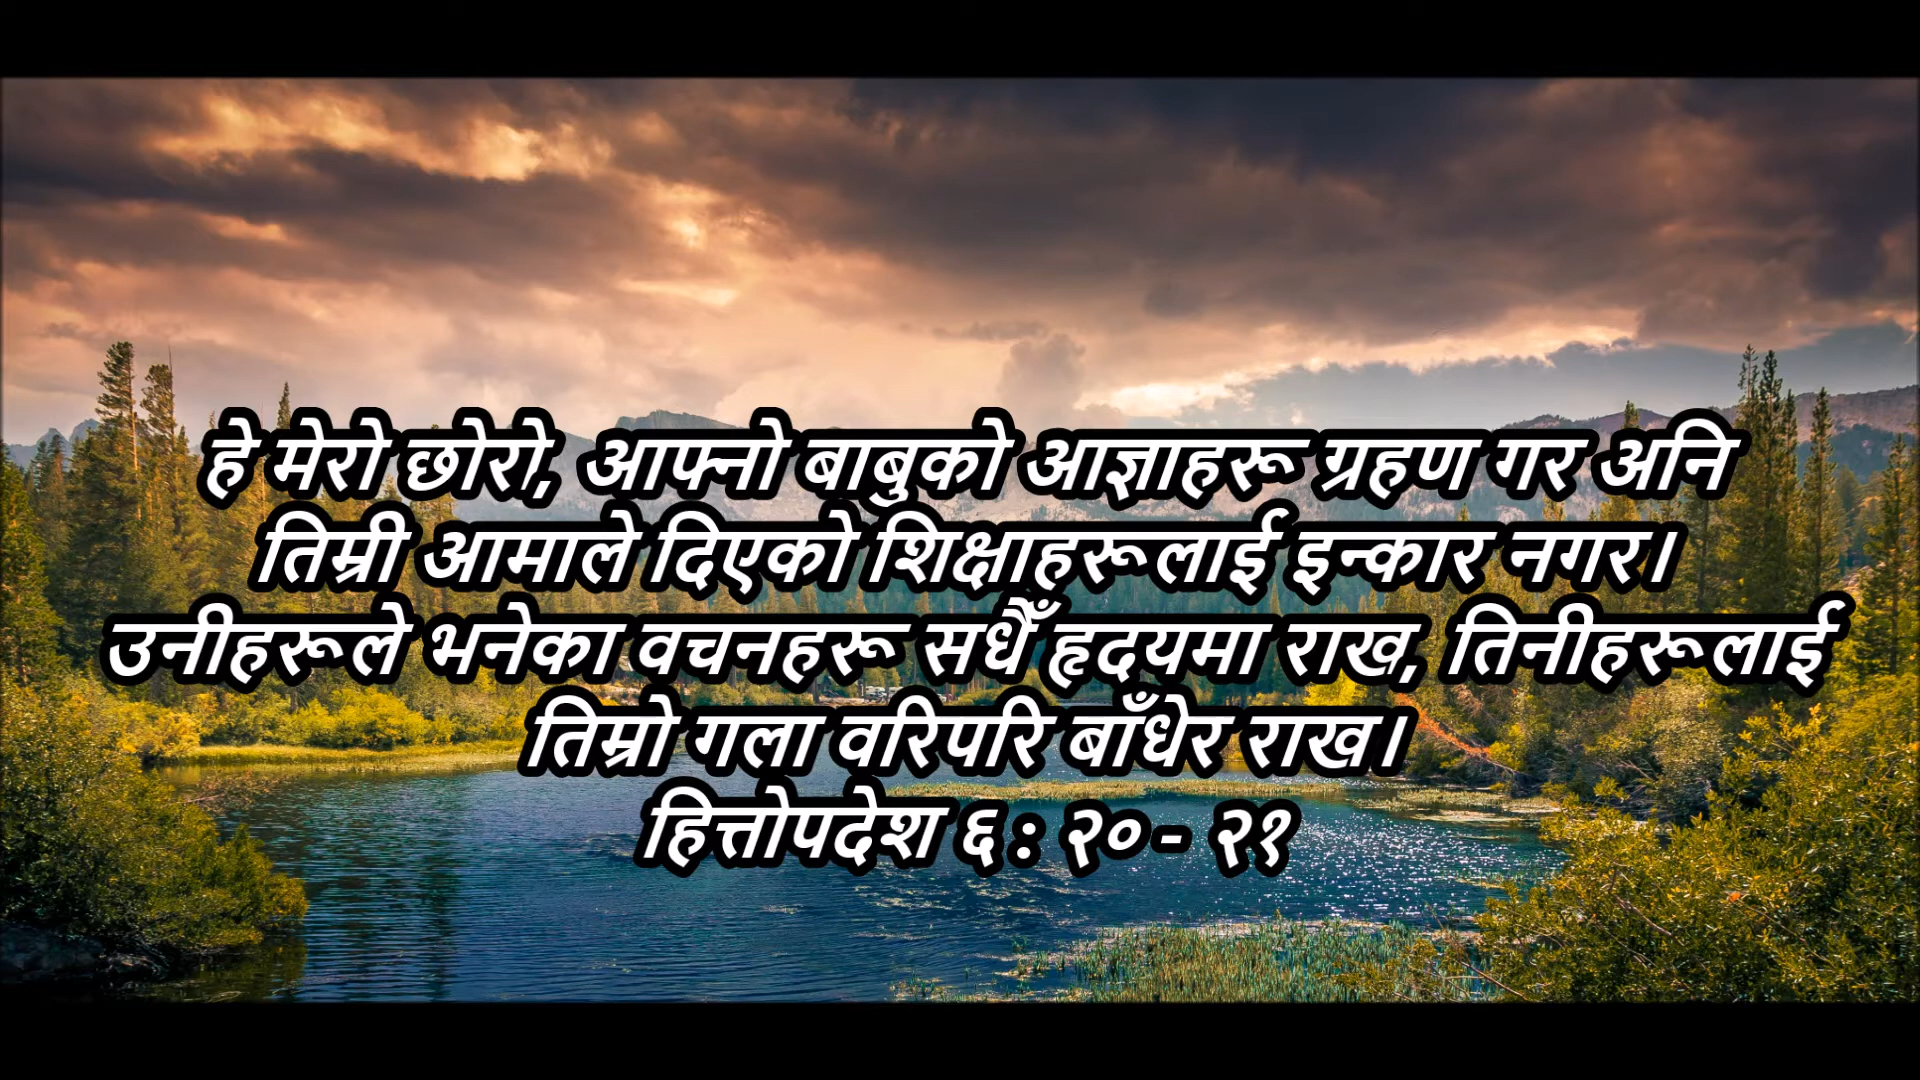 हे मेरो छोरो, आफ्नो बाबुको आज्ञाहरू ग्रहण गर अनि
तिम्री आमाले दिएको शिक्षाहरूलाई इन्कार नगर।
उनीहरूले भनेका वचनहरू सधैँ हृदयमा राख, तिनीहरूलाई
तिम्रो गला वरिपरि बाँधेर राख।
हित्तोपदेश ६ : २० - २१